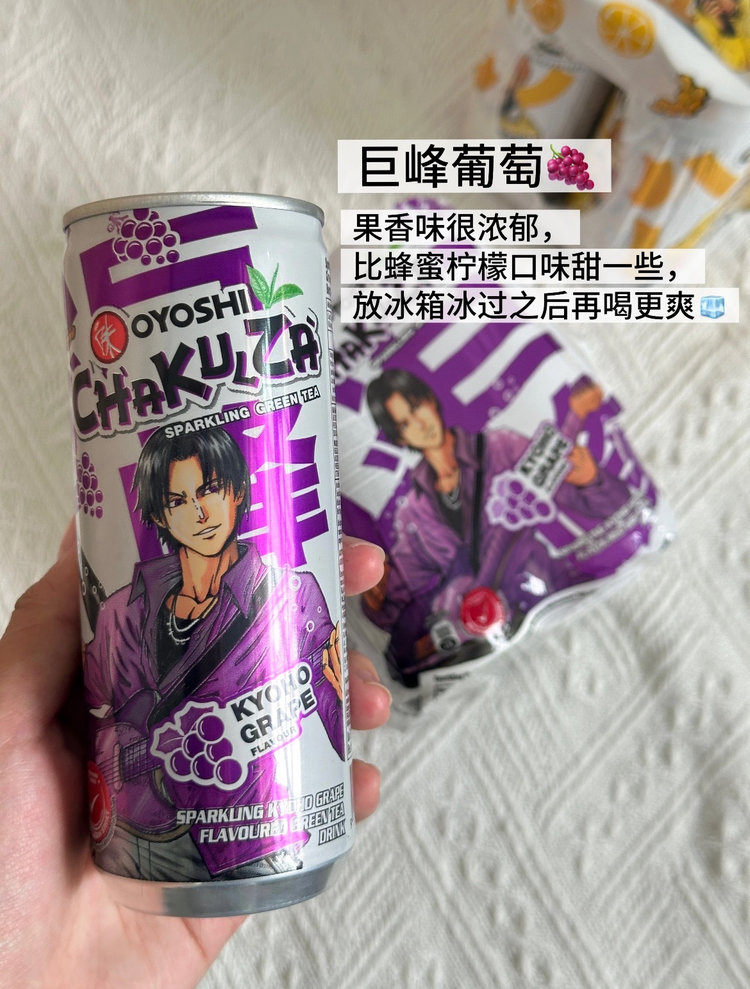 巨峰葡萄🍇
果香味很浓郁，
比蜂蜜柠檬口味甜一些，
放冰箱冰过之后再喝更爽🧊
OYOSHI
CHAKULZA
SPARKLING GREEN TEA
KYOHO
GRAPE
FLAVOUR
SPARKLING KYOHO GRAPE
FLAVOURED GREEN TEA
DRINK
KYOHO
GRAPE